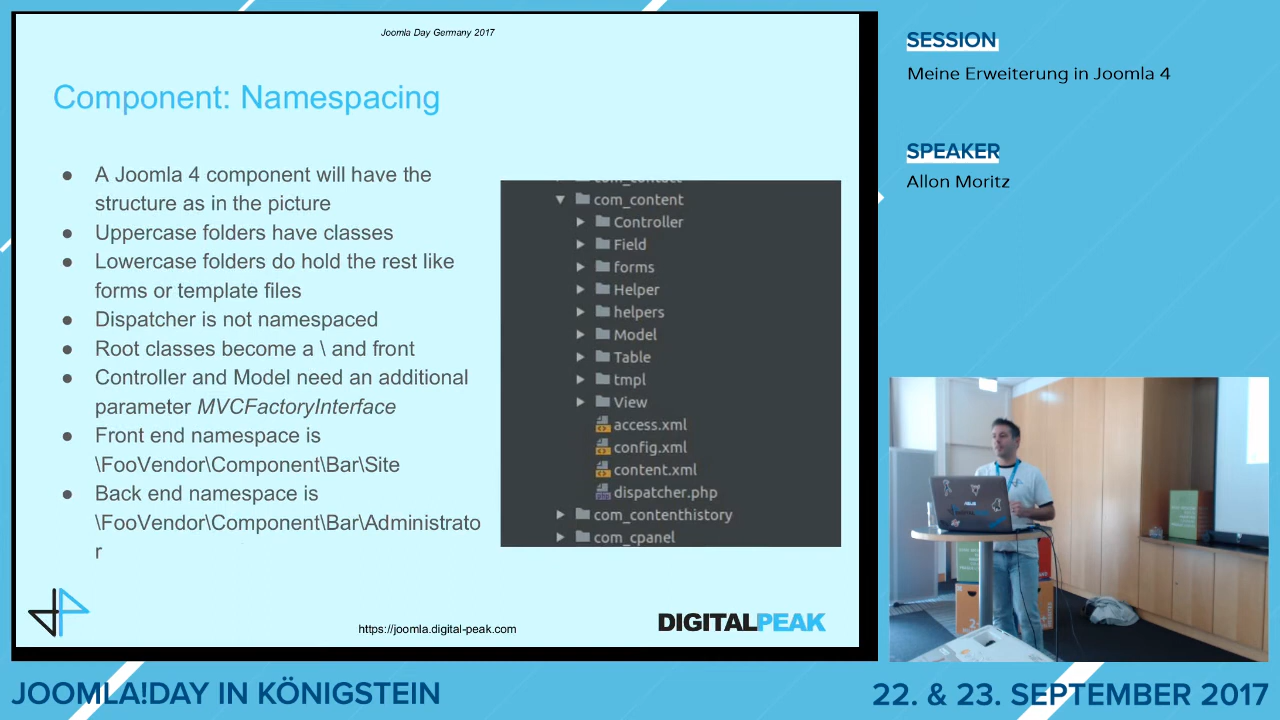 Joomla Day Germany 2017
Component: Namespacing
● A Joomla 4 component will have the
structure as in the picture
● Uppercase folders have classes
● Lowercase folders do hold the rest like
forms or template files
● Dispatcher is not namespaced
● Root classes become a \ and front
● Controller and Model need an additional
parameter MVCFactoryInterface
● Front end namespace is
\FooVendor\Component\Bar\Site
● Back end namespace is
\FooVendor\Component\Bar\Administrato
r
com_contact
com_content
Controller
Field
forms
Helper
helpers
Model
Table
tmpl
View
access.xml
config.xml
content.xml
dispatcher.php
com_contenthistory
com_cpanel
https://joomla.digital-peak.com
DIGITALPEAK
SESSION
Meine Erweiterung in Joomla 4
SPEAKER
Allon Moritz
JOOMLA!DAY IN KÖNIGSTEIN
22. & 23. SEPTEMBER 2017